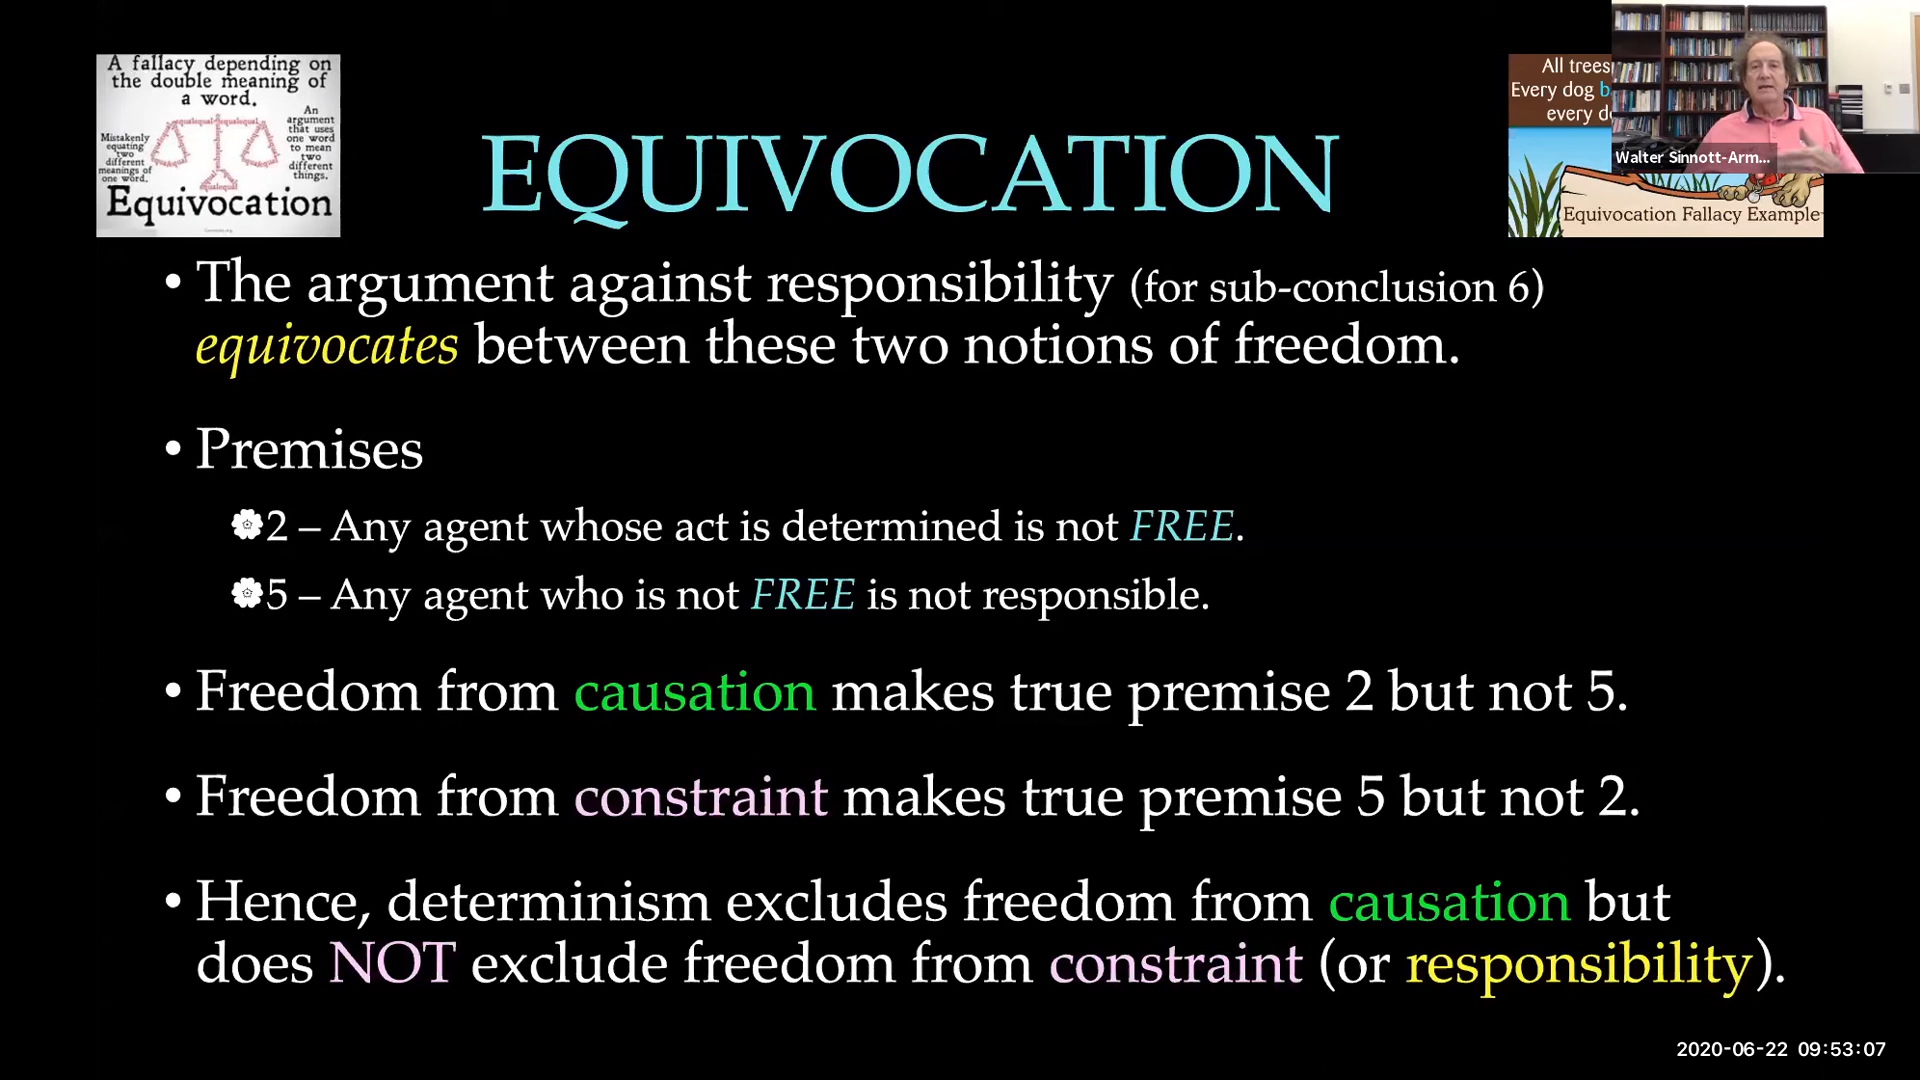 A fallacy depending on
the double meaning of
a word.
Mistakenly
equating
two
different
meanings of
one word.
An
argument
that uses
one word
to mean
two
different
things.
Equivocation
All trees
Every dog b
every do
Walter Sinnott-Arm...
Equivocation Fallacy Example
EQUIVOCATION
• The argument against responsibility (for sub-conclusion 6)
equivocates between these two notions of freedom.
• Premises
2 – Any agent whose act is determined is not FREE.
5 – Any agent who is not FREE is not responsible.
• Freedom from causation makes true premise 2 but not 5.
• Freedom from constraint makes true premise 5 but not 2.
• Hence, determinism excludes freedom from causation but
does NOT exclude freedom from constraint (or responsibility).
2020-06-22 09:53:07